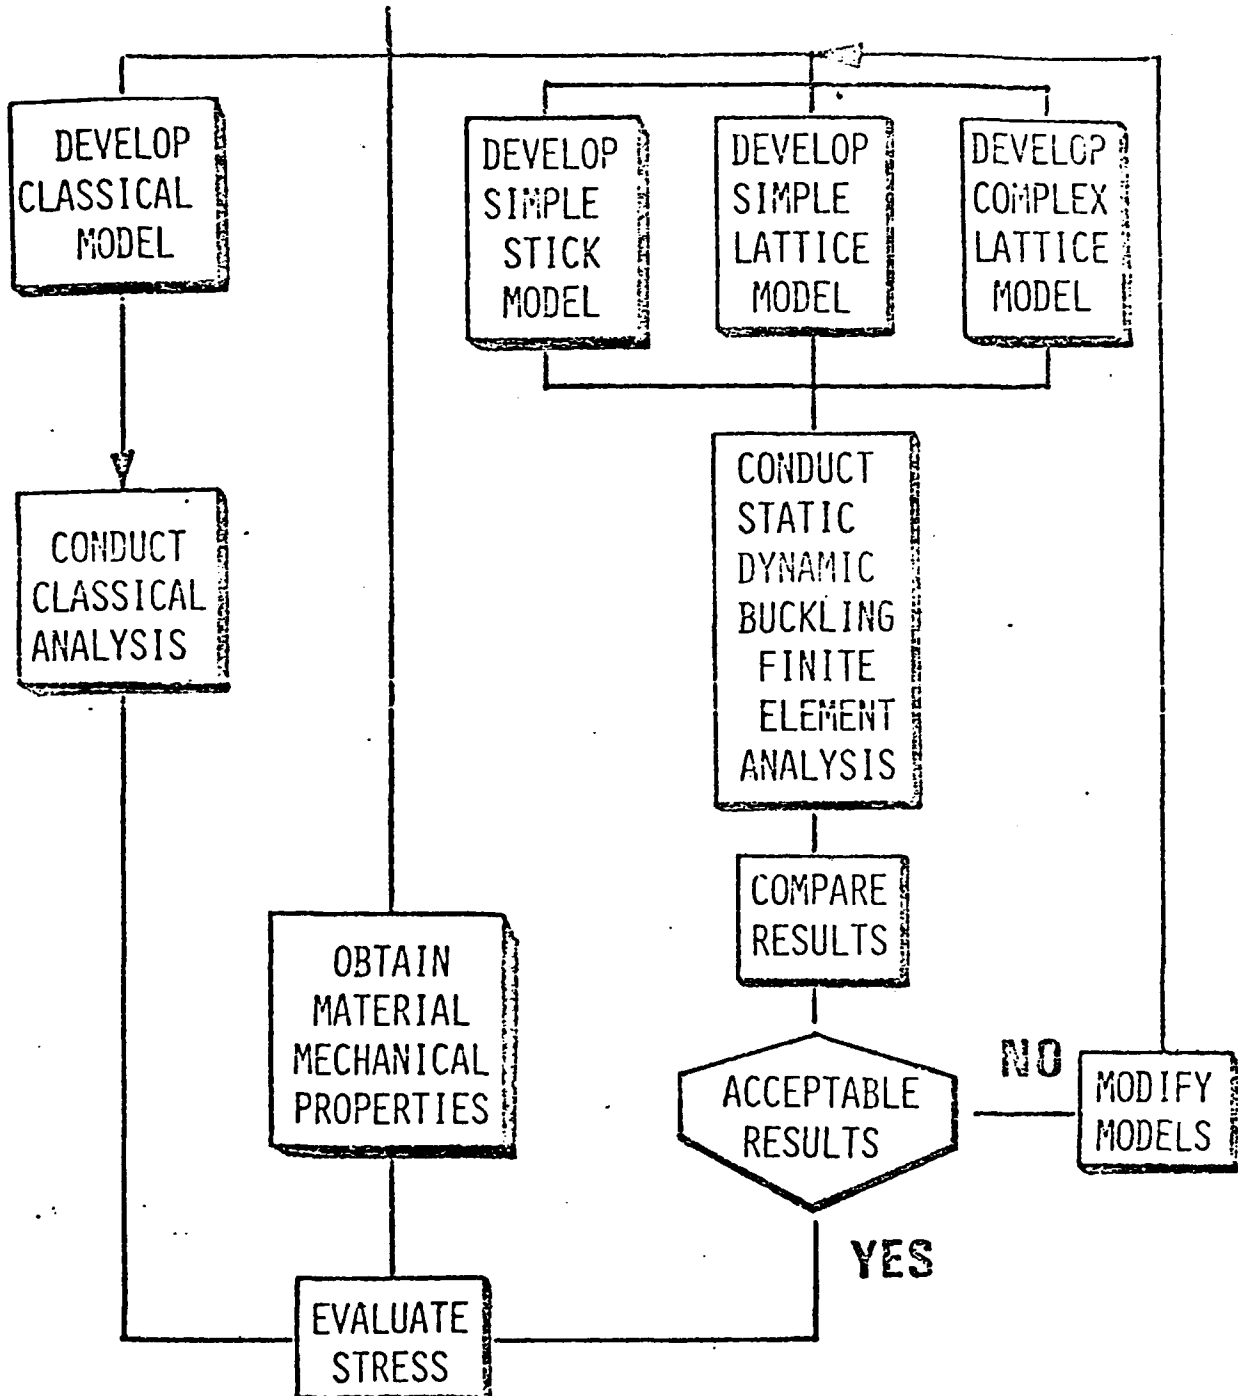 DEVELOP
CLASSICAL
MODEL
DEVELOP
SIMPLE
STICK
MODEL
DEVELOP
SIMPLE
LATTICE
MODEL
DEVELOP
COMPLEX
LATTICE
MODEL
CONDUCT
CLASSICAL
ANALYSIS
CONDUCT
STATIC
DYNAMIC
BUCKLING
FINITE
ELEMENT
ANALYSIS
COMPARE
RESULTS
OBTAIN
MATERIAL
MECHANICAL
PROPERTIES
ACCEPTABLE
RESULTS
NO
MODIFY
MODELS
YES
EVALUATE
STRESS